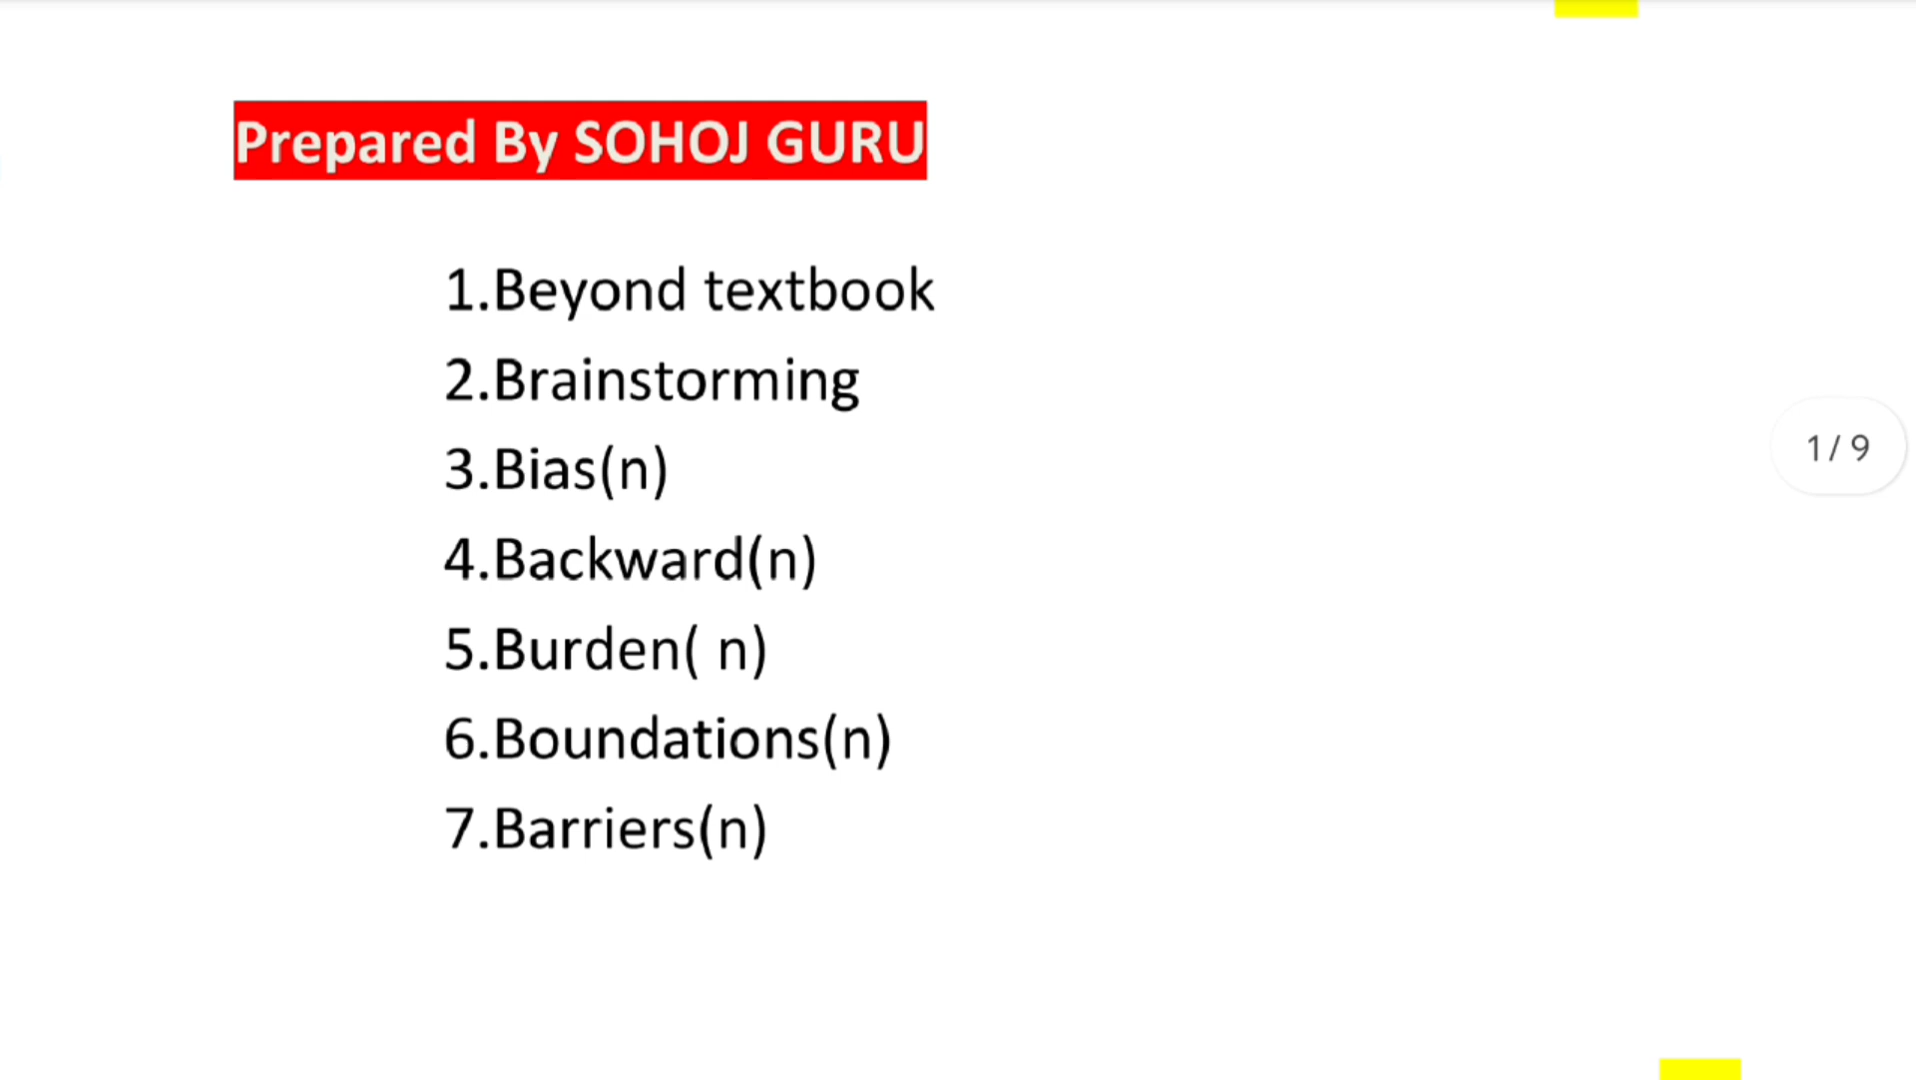 Prepared By SOHOJ GURU
1.Beyond textbook
2.Brainstorming
3.Bias(n)
4.Backward(n)
5.Burden( n)
6.Boundations(n)
7.Barriers(n)
1 / 9